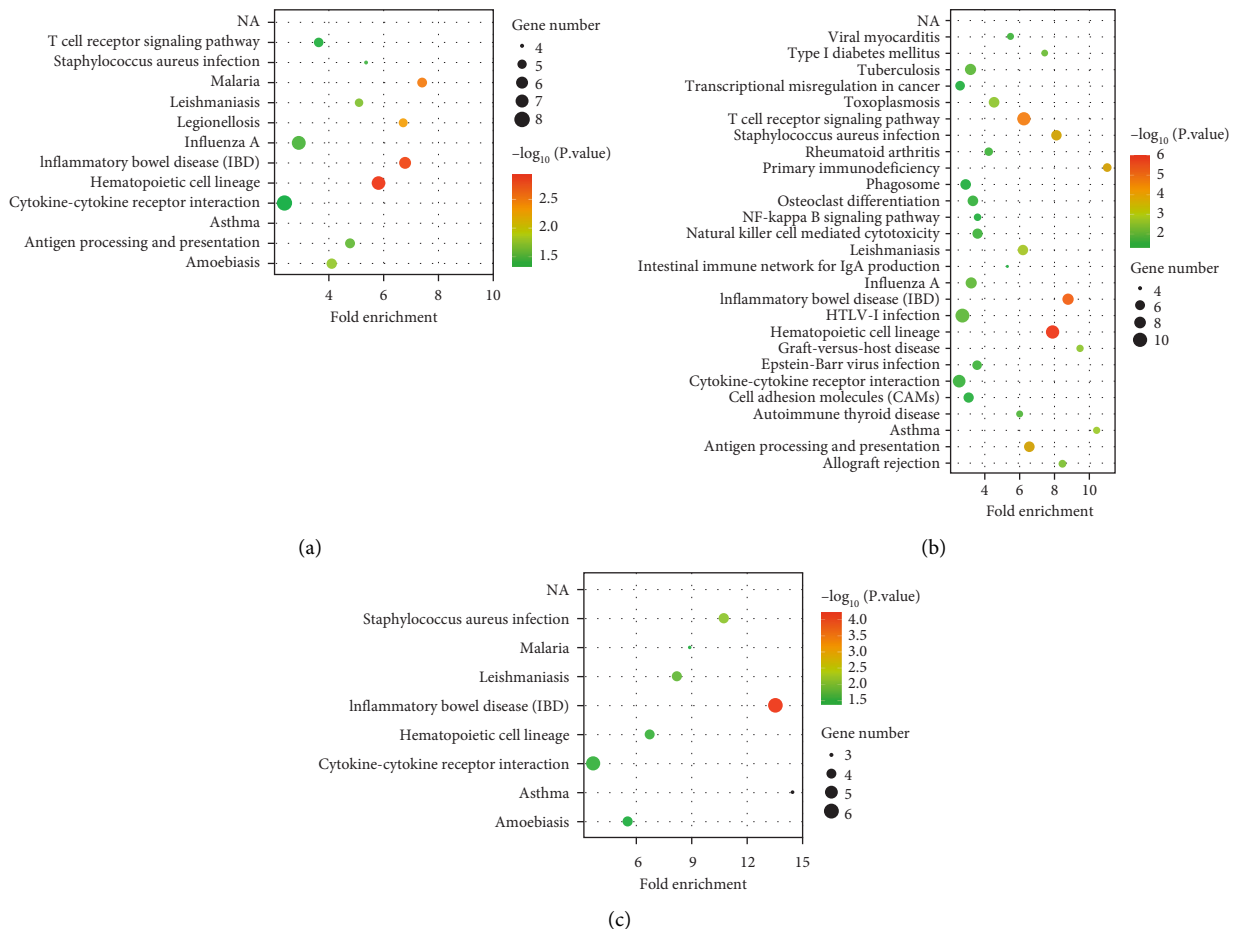 NA
T cell receptor signaling pathway
Staphylococcus aureus infection
Malaria
Leishmaniasis
Legionellosis
Influenza A
Inflammatory bowel disease (IBD)
Hematopoietic cell lineage
Cytokine-cytokine receptor interaction
Asthma
Antigen processing and presentation
Amoebiasis
4 6 8 10
Fold enrichment
Gene number
4
5
6
7
8
−log10 (P.value)
2.5
2.0
1.5
(a)
NA
Viral myocarditis
Type I diabetes mellitus
Tuberculosis
Transcriptional misregulation in cancer
Toxoplasmosis
T cell receptor signaling pathway
Staphylococcus aureus infection
Rheumatoid arthritis
Primary immunodeficiency
Phagosome
Osteoclast differentiation
NF-kappa B signaling pathway
Natural killer cell mediated cytotoxicity
Leishmaniasis
Intestinal immune network for IgA production
Influenza A
Inflammatory bowel disease (IBD)
HTLV-I infection
Hematopoietic cell lineage
Graft-versus-host disease
Epstein-Barr virus infection
Cytokine-cytokine receptor interaction
Cell adhesion molecules (CAMs)
Autoimmune thyroid disease
Asthma
Antigen processing and presentation
Allograft rejection
4 6 8 10
Fold enrichment
−log10 (P.value)
6
5
4
3
2
Gene number
4
6
8
10
(b)
NA
Staphylococcus aureus infection
Malaria
Leishmaniasis
Inflammatory bowel disease (IBD)
Hematopoietic cell lineage
Cytokine-cytokine receptor interaction
Asthma
Amoebiasis
6 9 12 15
Fold enrichment
−log10 (P.value)
4.0
3.5
3.0
2.5
2.0
1.5
Gene number
3
4
5
6
(c)